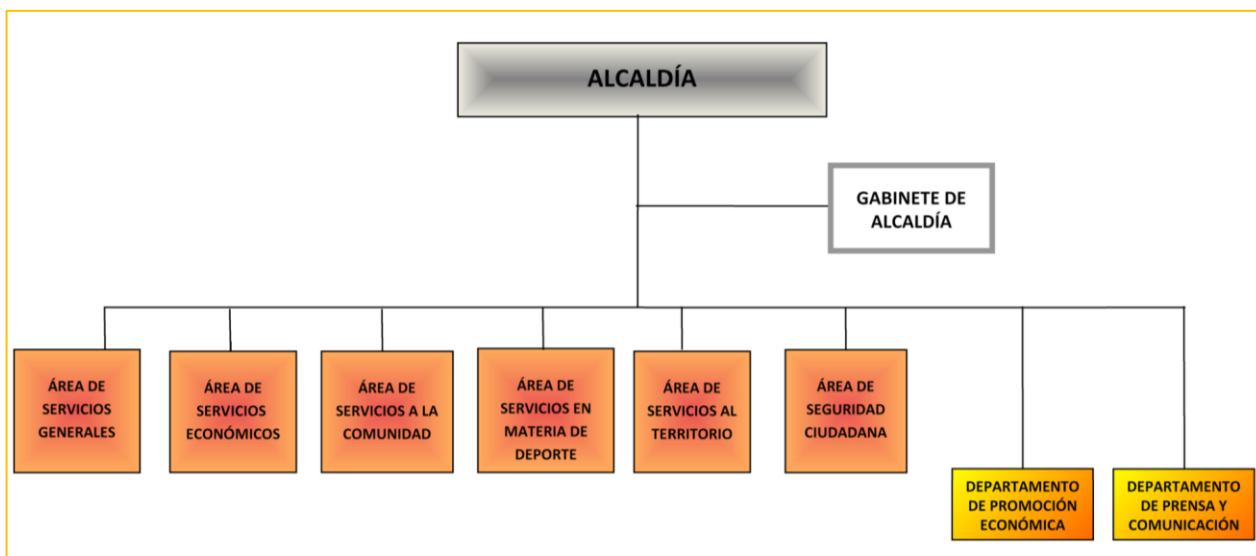 ALCALDÍA
GABINETE DE
ALCALDÍA
ÁREA DE
SERVICIOS
GENERALES
ÁREA DE
SERVICIOS
ECONÓMICOS
ÁREA DE
SERVICIOS A LA
COMUNIDAD
ÁREA DE
SERVICIOS EN
MATERIA DE
DEPORTE
ÁREA DE
SERVICIOS AL
TERRITORIO
ÁREA DE
SEGURIDAD
CIUDADANA
DEPARTAMENTO
DE PROMOCIÓN
ECONÓMICA
DEPARTAMENTO
DE PRENSA Y
COMUNICACIÓN